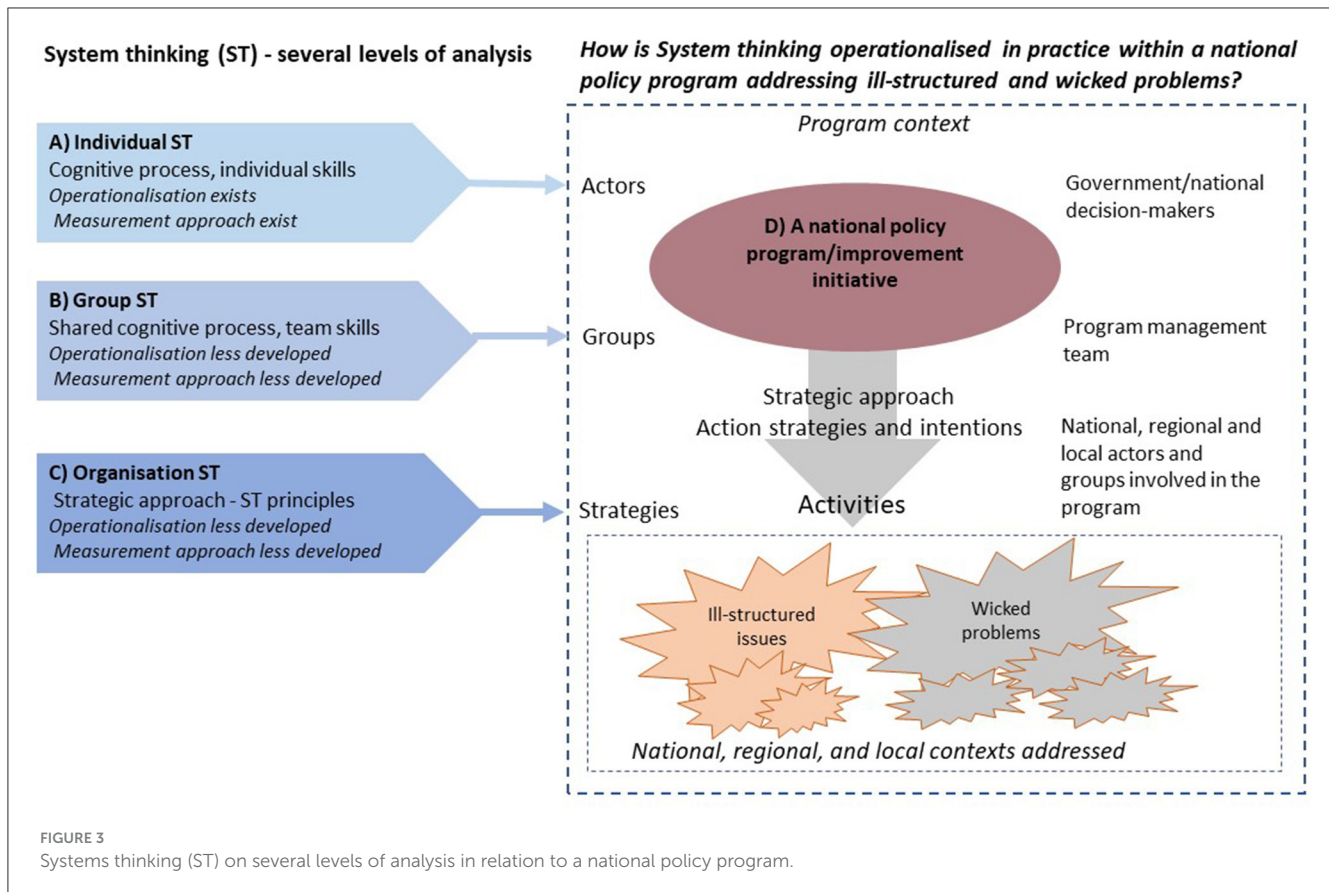 System thinking (ST) - several levels of analysis
How is System thinking operationalised in practice within a national
policy program addressing ill-structured and wicked problems?
A) Individual ST
Cognitive process, individual skills
Operationalisation exists
Measurement approach exist
B) Group ST
Shared cognitive process, team skills
Operationalisation less developed
Measurement approach less developed
C) Organisation ST
Strategic approach - ST principles
Operationalisation less developed
Measurement approach less developed
Program context
Actors
Groups
Strategies
D) A national policy
program/improvement
initiative
Strategic approach
Action strategies and intentions
Activities
Government/national
decision-makers
Program management
team
National, regional and
local actors and
groups involved in the
program
Ill-structured
issues
Wicked
problems
National, regional, and local contexts addressed
FIGURE 3
Systems thinking (ST) on several levels of analysis in relation to a national policy program.